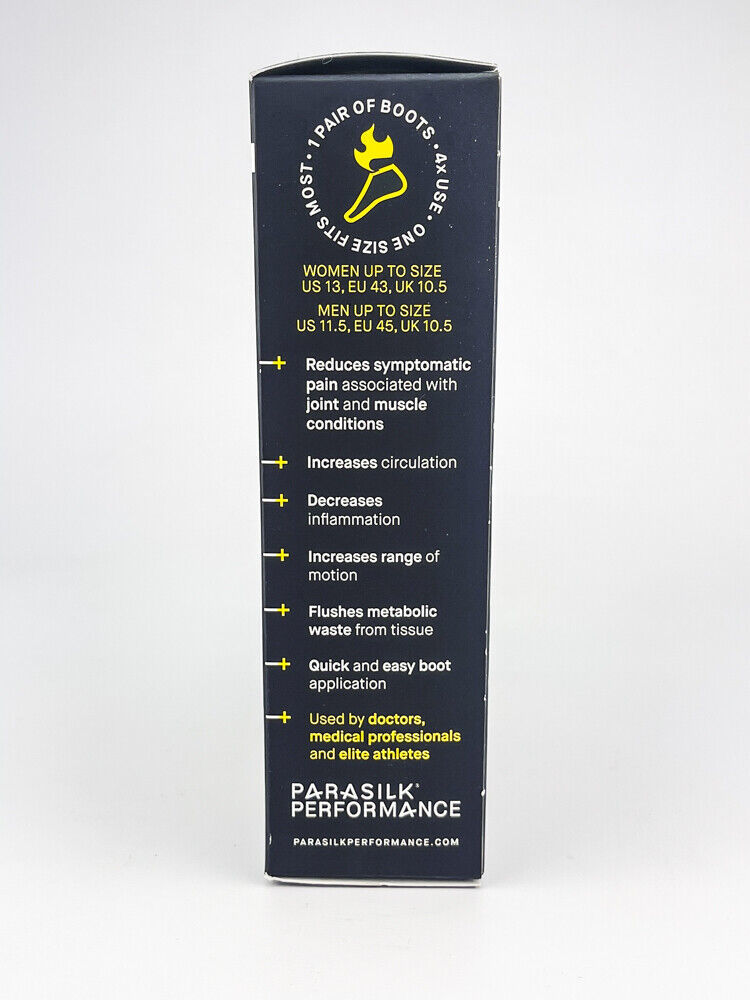 1 PAIR OF BOOTS • 4X USE • ONE SIZE FITS MOST •
WOMEN UP TO SIZE
US 13, EU 43, UK 10.5
MEN UP TO SIZE
US 11.5, EU 45, UK 10.5
Reduces symptomatic
pain associated with
joint and muscle
conditions
Increases circulation
Decreases
inflammation
Increases range of
motion
Flushes metabolic
waste from tissue
Quick and easy boot
application
Used by doctors,
medical professionals
and elite athletes
PARASILK³
PERFORMANCE
PARASILKPERFORMANCE.COM